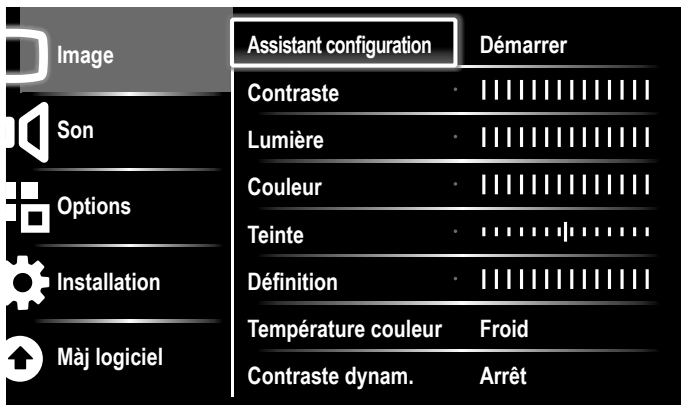 Image
Son
Options
Installation
Màj logiciel
Assistant configuration Démarrer
Contraste
Lumière
Couleur
Teinte
Définition
Température couleur Froid
Contraste dynam. Arrêt